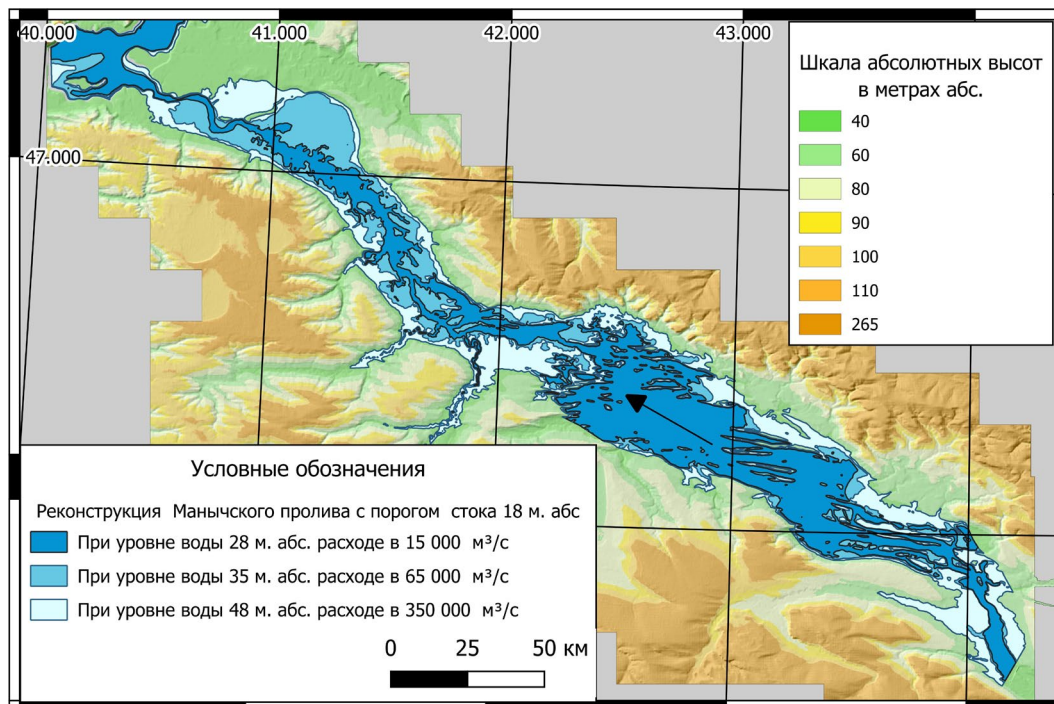 40.000
41.000
42.000
43.000
47.000
Шкала абсолютных высот
в метрах абс.
40
60
80
90
100
110
265
Условные обозначения
Реконструкция Манычского пролива с порогом стока 18 м. абс
При уровне воды 28 м. абс. расходе в 15 000 м³/с
При уровне воды 35 м. абс. расходе в 65 000 м³/с
При уровне воды 48 м. абс. расходе в 350 000 м³/с
0 25 50 км